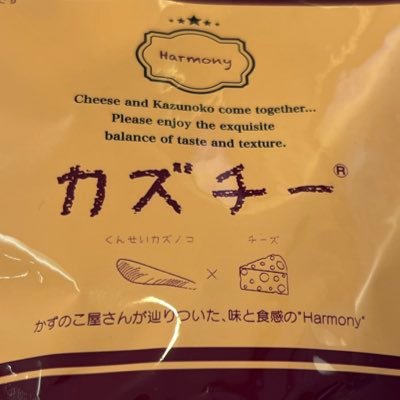 Harmony
Cheese and Kazunoko come together...
Please enjoy the exquisite
balance of taste and texture.
カズチー®
くんせいカズノコ × チーズ
かずのこ屋さんが辿りついた、味と食感の"Harmony"